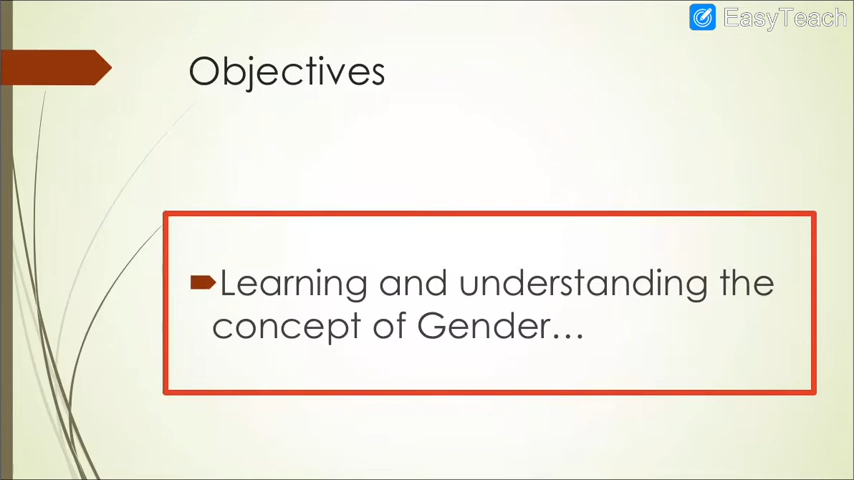 EasyTeach
Objectives
Learning and understanding the
concept of Gender...